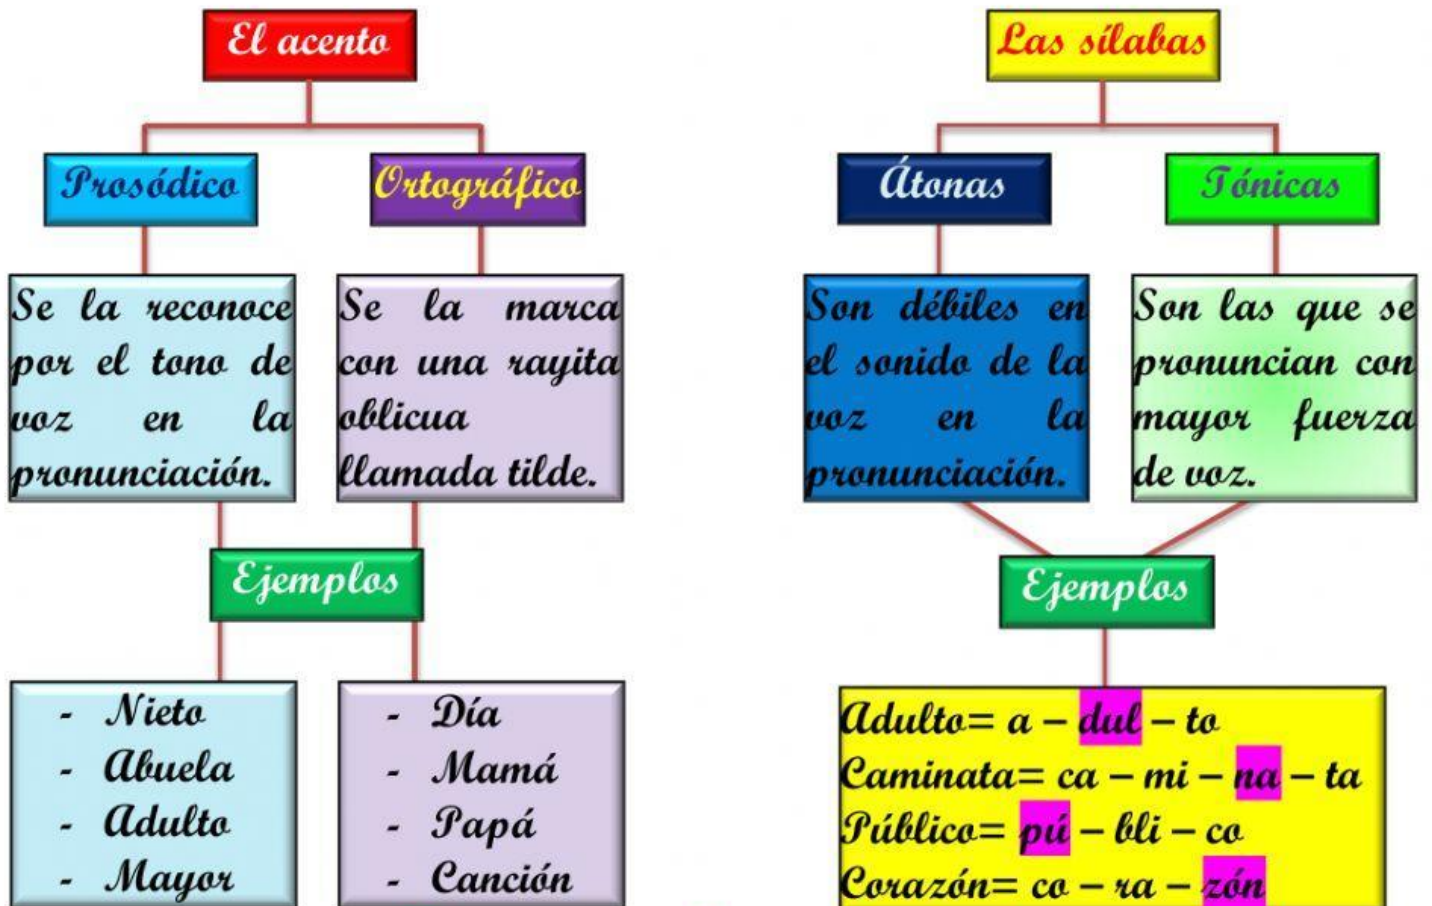 El acento
Prosódico
Ortográfico
Se la reconoce
por el tono de
voz en la
pronunciación.
Se la marca
con una rayita
oblicua
llamada tilde.
Ejemplos
- Nieto
- Abuela
- Adulto
- Mayor
- Día
- Mamá
- Papá
- Canción
Las sílabas
Átonas
Tónicas
Son débiles en
el sonido de la
voz en la
pronunciación.
Son las que se
pronuncian con
mayor fuerza
de voz.
Ejemplos
Adulto= a – dul – to
Caminata= ca – mi – na – ta
Público= pú – bli – co
Corazón= co – ra – zón